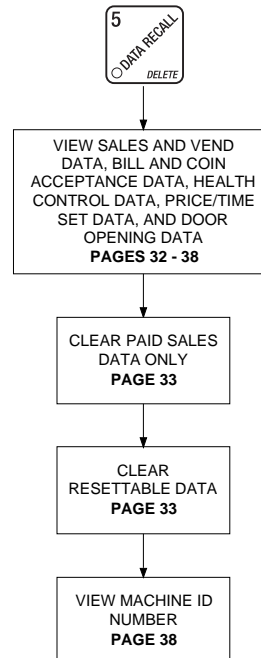 5
DATA RECALL
DELETE
VIEW SALES AND VEND
DATA, BILL AND COIN
ACCEPTANCE DATA, HEALTH
CONTROL DATA, PRICE/TIME
SET DATA, AND DOOR
OPENING DATA
PAGES 32 - 38
CLEAR PAID SALES
DATA ONLY
PAGE 33
CLEAR
RESETTABLE DATA
PAGE 33
VIEW MACHINE ID
NUMBER
PAGE 38